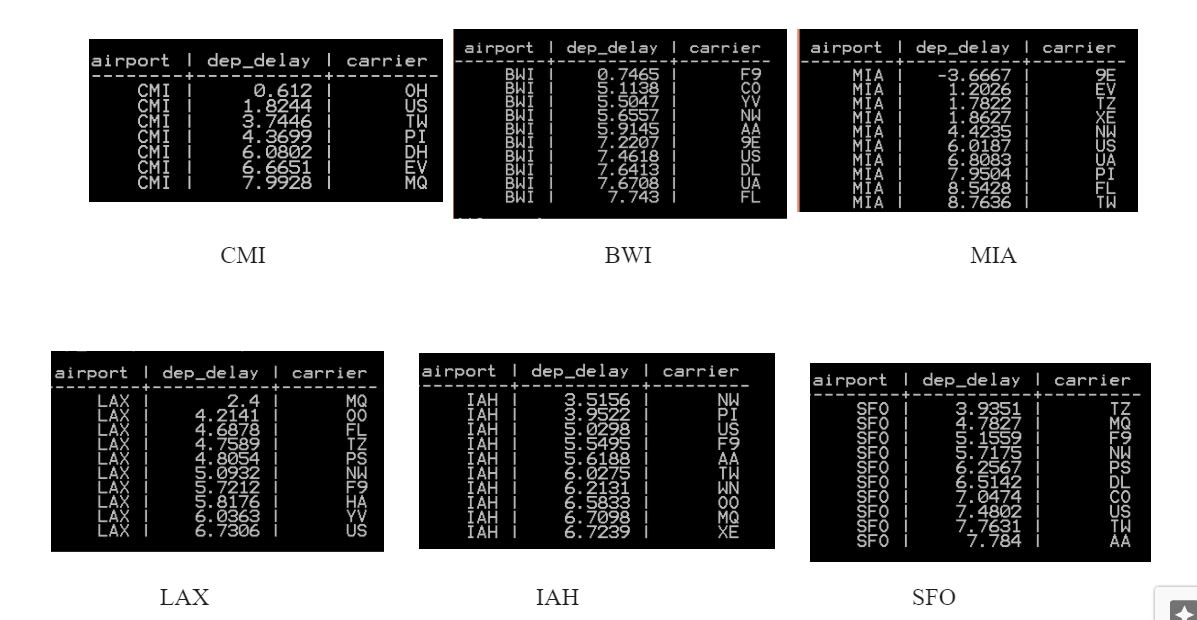 airport | dep_delay | carrier
CMI | 0.612 | OH
CMI | 1.8244 | US
CMI | 3.7446 | TW
CMI | 4.3699 | PI
CMI | 6.0802 | DH
CMI | 6.6651 | EV
CMI | 7.9928 | MQ
CMI
airport | dep_delay | carrier
BWI | 0.7465 | F9
BWI | 5.1138 | CO
BWI | 5.5047 | YV
BWI | 5.6557 | NW
BWI | 5.9145 | AA
BWI | 7.2207 | 9E
BWI | 7.4618 | US
BWI | 7.6413 | DL
BWI | 7.6708 | UA
BWI | 7.743 | FL
BWI
airport | dep_delay | carrier
MIA | -3.6667 | 9E
MIA | 1.2026 | EV
MIA | 1.7822 | TZ
MIA | 1.8627 | XE
MIA | 4.4235 | NW
MIA | 6.0187 | US
MIA | 6.8083 | UA
MIA | 7.9504 | PI
MIA | 8.5428 | FL
MIA | 8.7636 | TW
MIA
airport | dep_delay | carrier
LAX | 2.4 | MQ
LAX | 4.2141 | OO
LAX | 4.6878 | FL
LAX | 4.7589 | TZ
LAX | 4.8054 | PS
LAX | 5.0932 | NW
LAX | 5.7212 | F9
LAX | 5.8176 | HA
LAX | 6.0363 | YV
LAX | 6.7306 | US
LAX
airport | dep_delay | carrier
IAH | 3.5156 | NW
IAH | 3.9522 | PI
IAH | 5.0298 | US
IAH | 5.5495 | F9
IAH | 5.6188 | AA
IAH | 6.0275 | TW
IAH | 6.2131 | WN
IAH | 6.5833 | OO
IAH | 6.7098 | MQ
IAH | 6.7239 | XE
IAH
airport | dep_delay | carrier
SFO | 3.9351 | TZ
SFO | 4.7827 | MQ
SFO | 5.1559 | F9
SFO | 5.7175 | NW
SFO | 6.2567 | PS
SFO | 6.5142 | DL
SFO | 7.0474 | CO
SFO | 7.4802 | US
SFO | 7.7631 | TW
SFO | 7.784 | AA
SFO